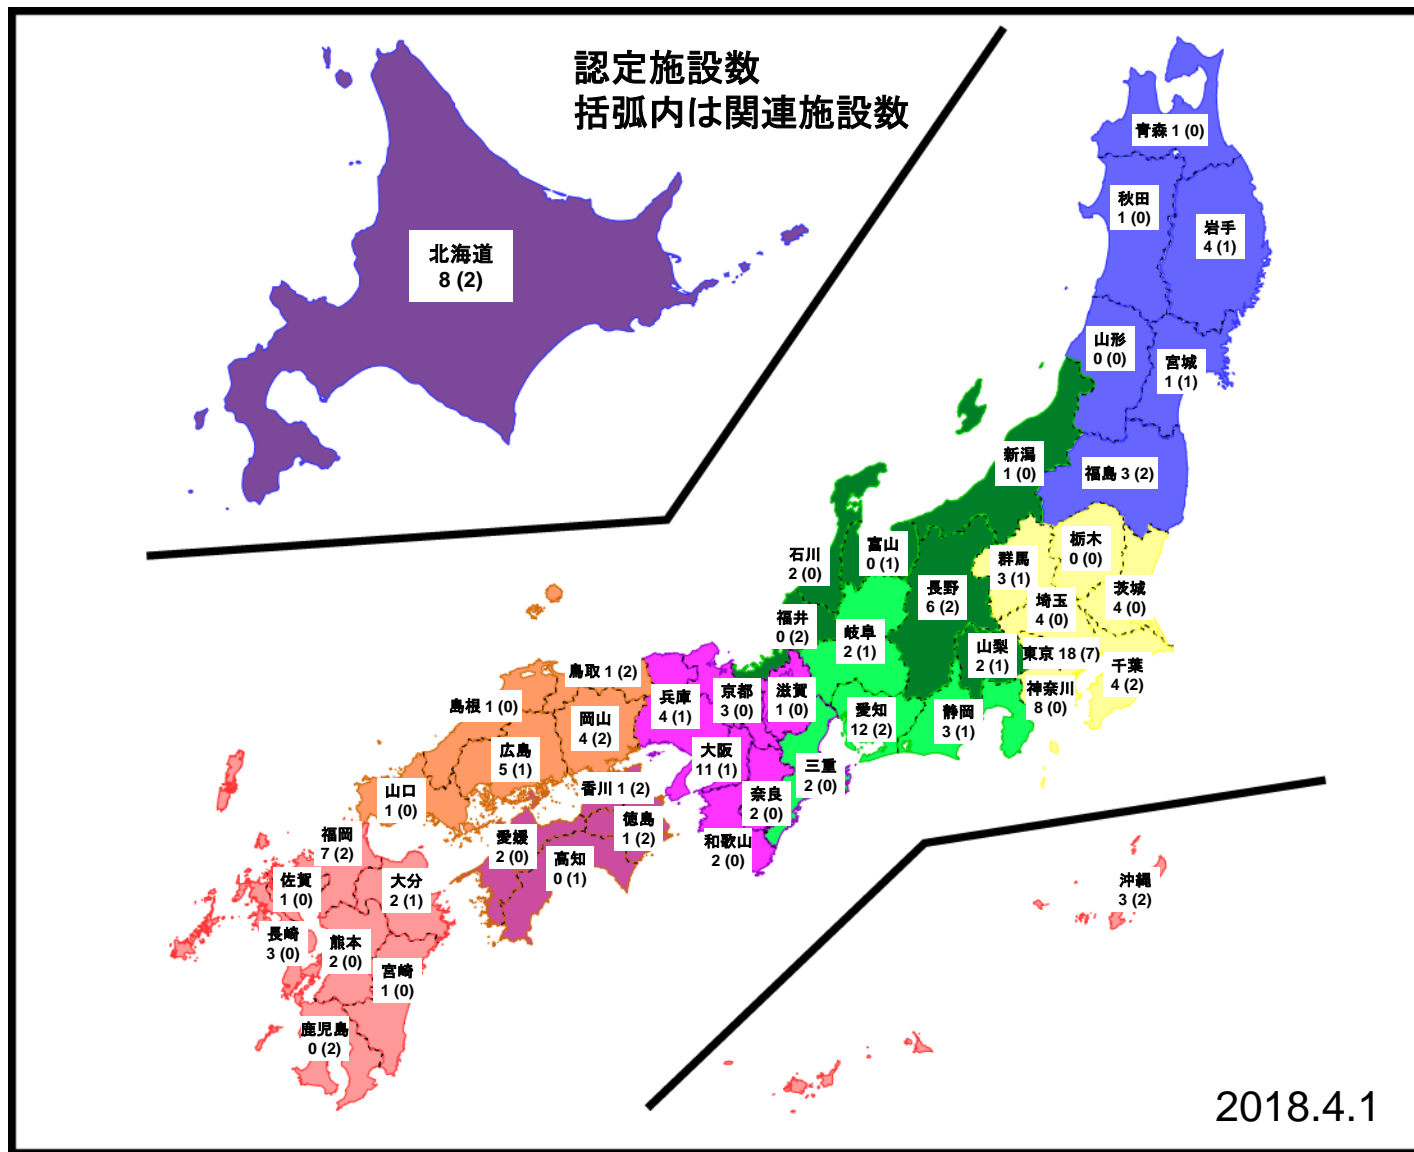 認定施設数
括弧内は関連施設数
北海道
8 (2)
青森 1 (0)
秋田
1 (0)
岩手
4 (1)
山形
0 (0)
宮城
1 (1)
福島 3 (2)
新潟
1 (0)
富山
0 (1)
石川
2 (0)
福井
0 (2)
長野
6 (2)
山梨
2 (1)
群馬
3 (1)
栃木
0 (0)
茨城
4 (0)
埼玉
4 (0)
東京 18 (7)
千葉
4 (2)
神奈川
8 (0)
岐阜
2 (1)
愛知
12 (2)
静岡
3 (1)
三重
2 (0)
滋賀
1 (0)
京都
3 (0)
兵庫
4 (1)
大阪
11 (1)
奈良
2 (0)
和歌山
2 (0)
鳥取 1 (2)
島根 1 (0)
岡山
4 (2)
広島
5 (1)
山口
1 (0)
香川 1 (2)
徳島
1 (2)
愛媛
2 (0)
高知
0 (1)
福岡
7 (2)
佐賀
1 (0)
大分
2 (1)
長崎
3 (0)
熊本
2 (0)
宮崎
1 (0)
鹿児島
0 (2)
沖縄
3 (2)
2018.4.1